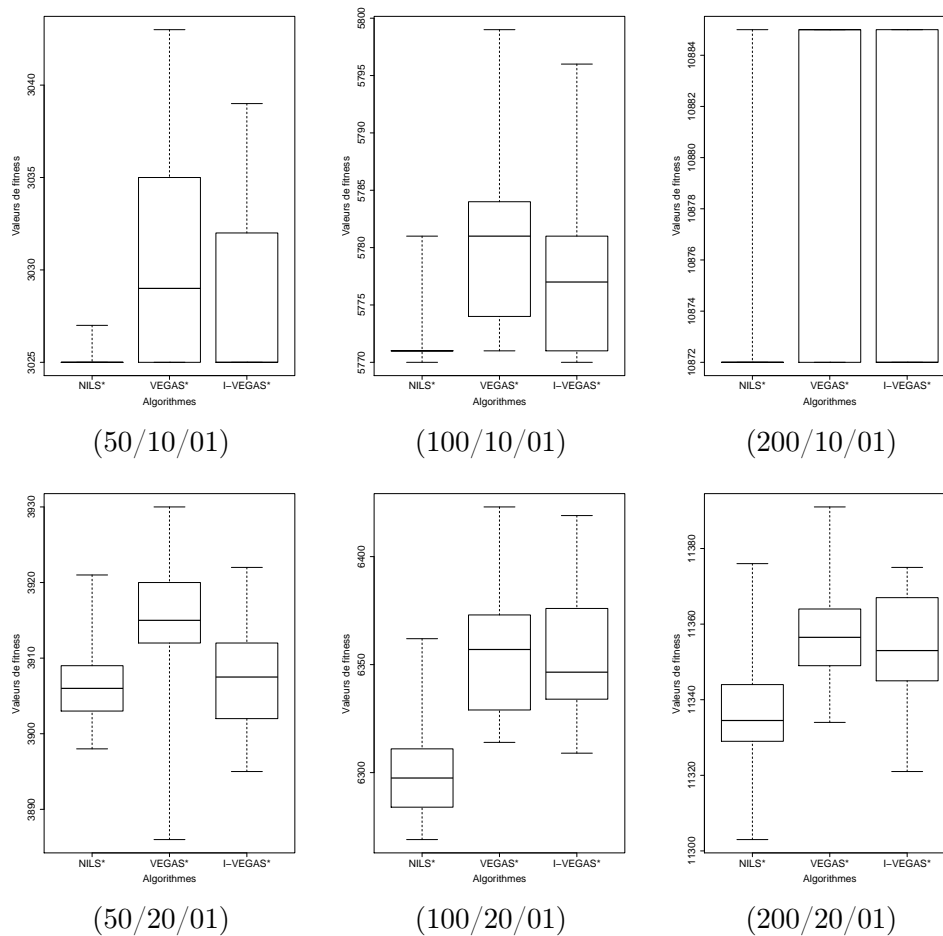 Valeurs de fitness
3025 3030 3035 3040
NILS* VEGAS* I−VEGAS*
Algorithmes
(50/10/01)
Valeurs de fitness
5770 5775 5780 5785 5790 5795 5800
NILS* VEGAS* I−VEGAS*
Algorithmes
(100/10/01)
Valeurs de fitness
10872 10874 10876 10878 10880 10882 10884
NILS* VEGAS* I−VEGAS*
Algorithmes
(200/10/01)
Valeurs de fitness
3890 3900 3910 3920 3930
NILS* VEGAS* I−VEGAS*
Algorithmes
(50/20/01)
Valeurs de fitness
6300 6350 6400
NILS* VEGAS* I−VEGAS*
Algorithmes
(100/20/01)
Valeurs de fitness
11300 11320 11340 11360 11380
NILS* VEGAS* I−VEGAS*
Algorithmes
(200/20/01)